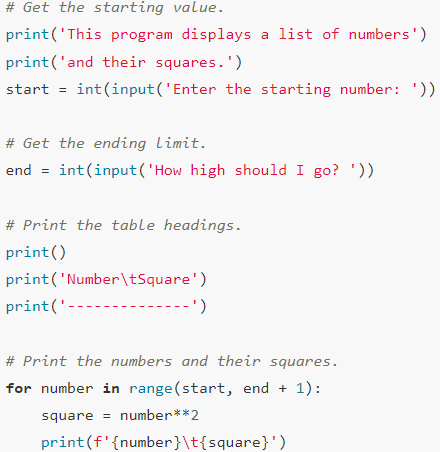 # Get the starting value.
print('This program displays a list of numbers')
print('and their squares.')
start = int(input('Enter the starting number: '))
# Get the ending limit.
end = int(input('How high should I go? '))
# Print the table headings.
print()
print('Number\tSquare')
print('--------------')
# Print the numbers and their squares.
for number in range(start, end + 1):
    square = number**2
    print(f'{number}\t{square}')